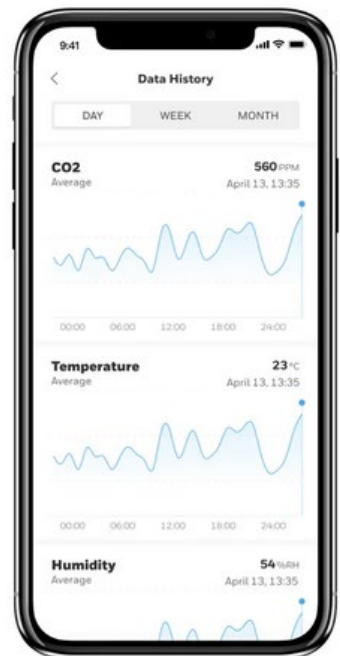 9:41
Data History
DAY WEEK MONTH
CO2 560 PPM
Average April 13, 13:35
00:00 06:00 12:00 18:00 24:00
Temperature 23 °C
Average April 13, 13:35
00:00 06:00 12:00 18:00 24:00
Humidity 54 %RH
Average April 13, 13:35